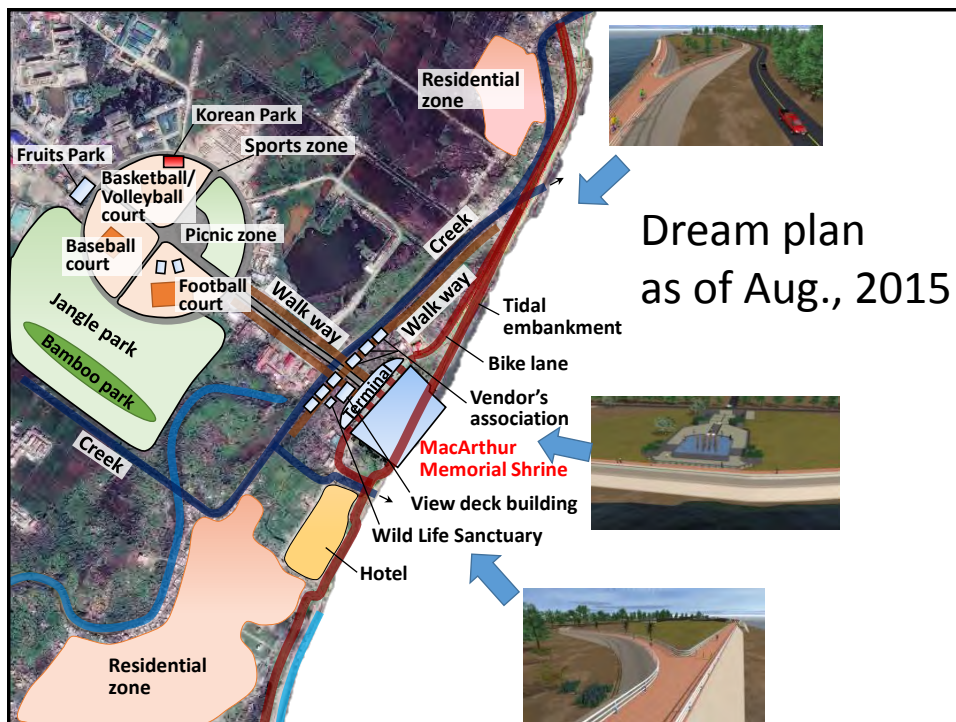 Residential
zone
Korean Park
Sports zone
Fruits Park
Basketball/
Volleyball
court
Picnic zone
Baseball
court
Football
court
Creek
Walk way
Walk way
Jangle park
Bamboo park
Creek
Terminal
Tidal
embankment
Bike lane
Vendor's
association
MacArthur
Memorial Shrine
View deck building
Wild Life Sanctuary
Hotel
Residential
zone
Dream plan
as of Aug., 2015